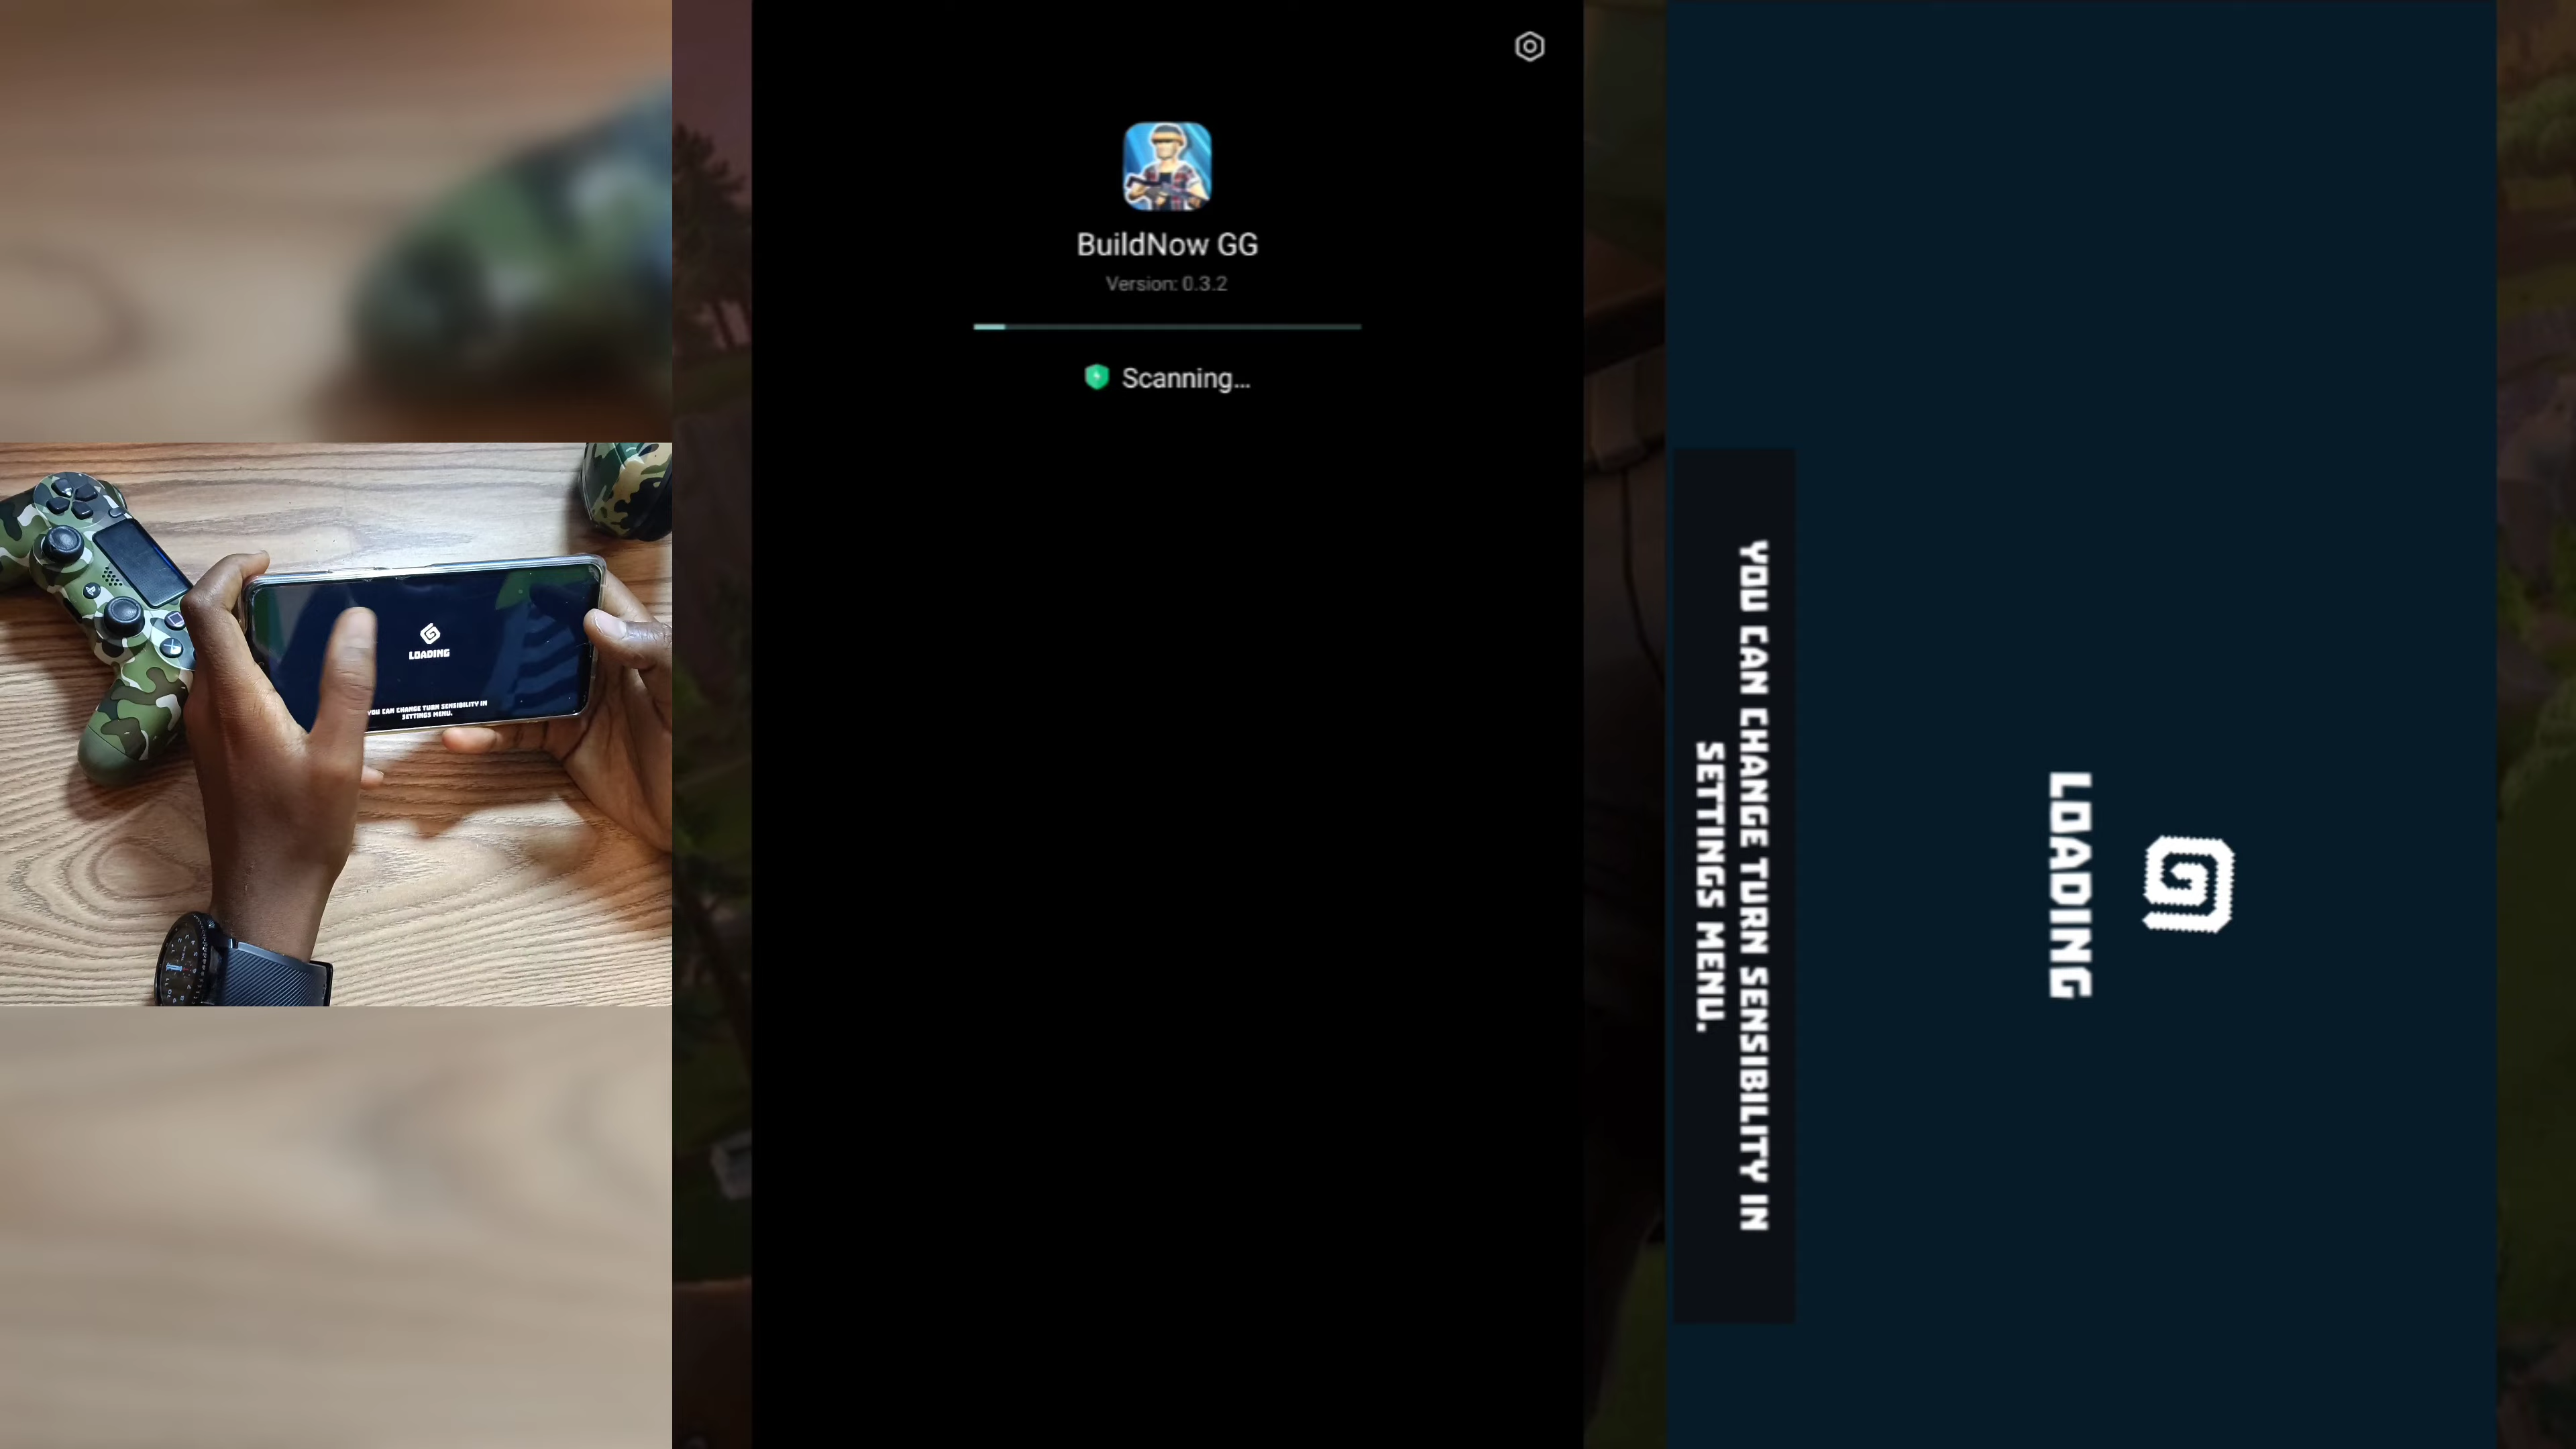 LOADING
YOU CAN CHANGE TURN SENSIBILITY IN
SETTINGS MENU.
BuildNow GG
Version: 0.3.2
Scanning...
LOADING
YOU CAN CHANGE TURN SENSIBILITY IN
SETTINGS MENU.